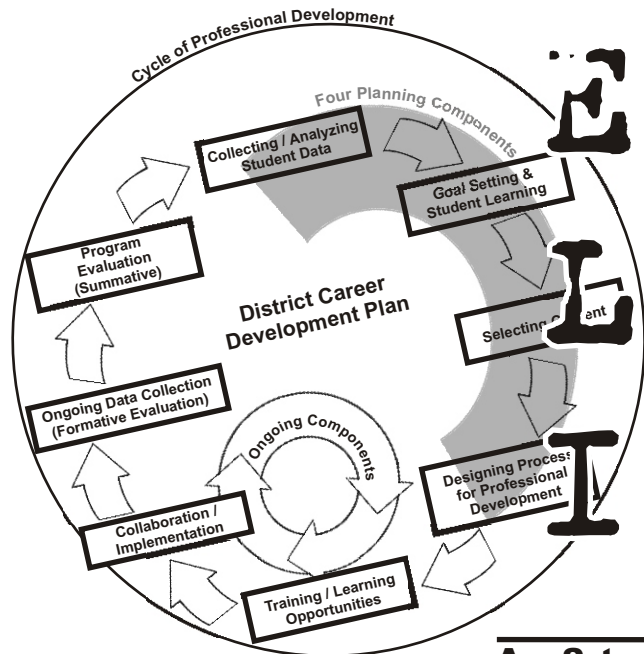 Cycle of Professional Development
Four Planning Components
Collecting / Analyzing
Student Data
Goal Setting &
Student Learning
Selecting
Designing Process
for Professional
Development
Training / Learning
Opportunities
Collaboration /
Implementation
Ongoing Data Collection
(Formative Evaluation)
Program
Evaluation
(Summative)
District Career
Development Plan
Ongoing Components
E
L
I